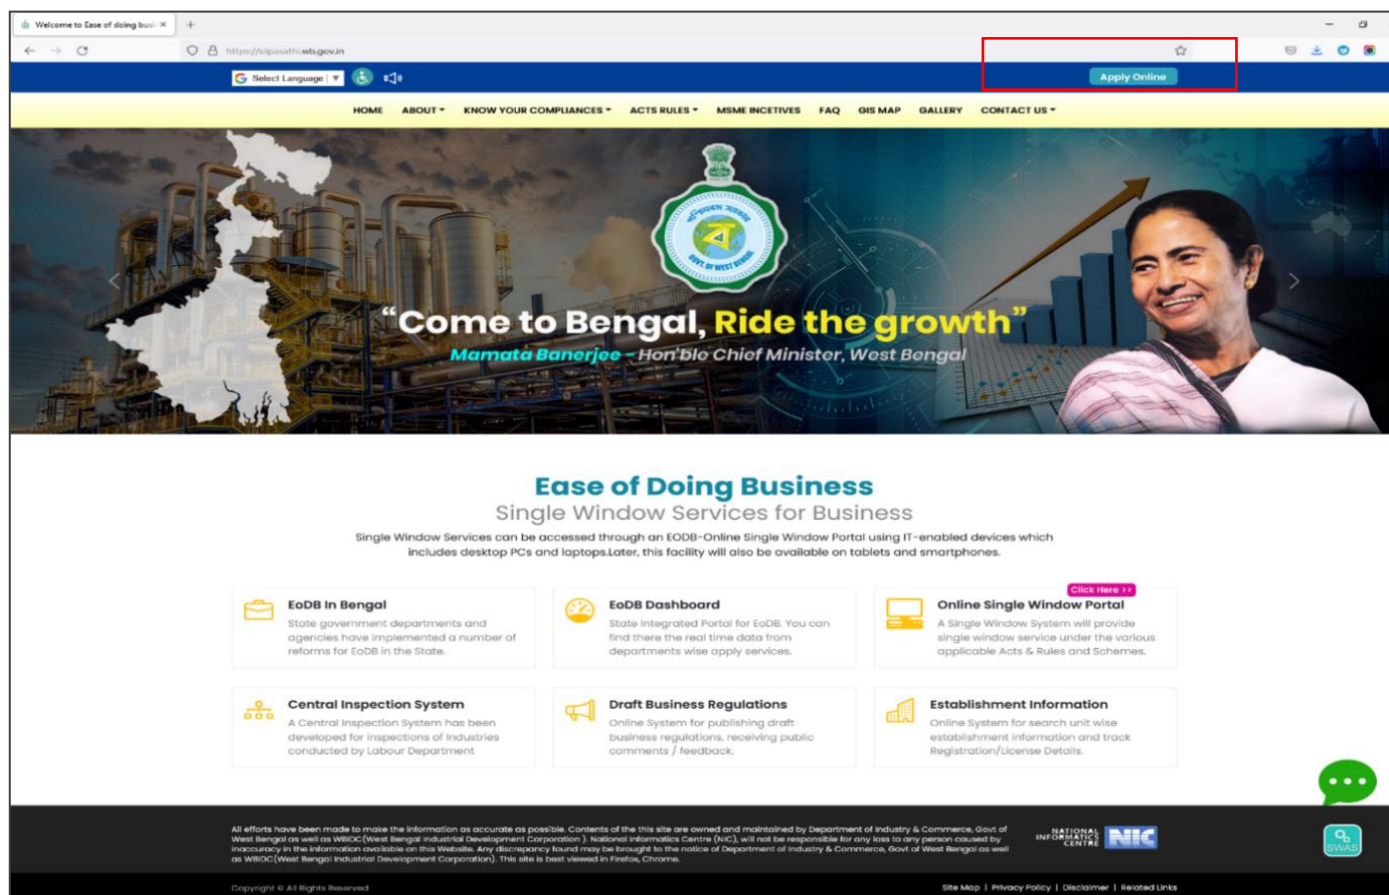 Welcome to Ease of doing busi
https://silpasathi.wb.gov.in
Select Language
Apply Online
HOME ABOUT KNOW YOUR COMPLIANCES ACTS RULES MSME INCETIVES FAQ GIS MAP GALLERY CONTACT US
পশ্চিমবঙ্গ সরকার
ব
GOVT. OF WEST BENGAL
“Come to Bengal, Ride the growth”
Mamata Banerjee - Hon'ble Chief Minister, West Bengal
Ease of Doing Business
Single Window Services for Business
Single Window Services can be accessed through an EODB-Online Single Window Portal using IT-enabled devices which
includes desktop PCs and laptops.Later, this facility will also be available on tablets and smartphones.
EoDB In Bengal
State government departments and
agencies have implemented a number of
reforms for EoDB in the State.
EoDB Dashboard
State Integrated Portal for EoDB. You can
find there the real time data from
departments wise apply services.
Click Here >>
Online Single Window Portal
A Single Window System will provide
single window service under the various
applicable Acts & Rules and Schemes.
Central Inspection System
A Central Inspection System has been
developed for inspections of Industries
conducted by Labour Department
Draft Business Regulations
Online System for publishing draft
business regulations, receiving public
comments / feedback.
Establishment Information
Online System for search unit wise
establishment information and track
Registration/License Details.
All efforts have been made to make the information as accurate as possible. Contents of the this site are owned and maintained by Department of Industry & Commerce, Govt of
West Bengal as well as WBIDC(West Bengal Industrial Development Corporation ). National Informatics Centre (NIC), will not be responsible for any loss to any person caused by
inaccuracy in the information available on this Website. Any discrepancy found may be brought to the notice of Department of Industry & Commerce, Govt of West Bengal as well
as WBIDC(West Bengal Industrial Development Corporation). This site is best viewed in Firefox, Chrome.
NATIONAL
INFORMATICS
CENTRE
NIC
SWAS
Copyright © All Rights Reserved
Site Map | Privacy Policy | Disclaimer | Related Links